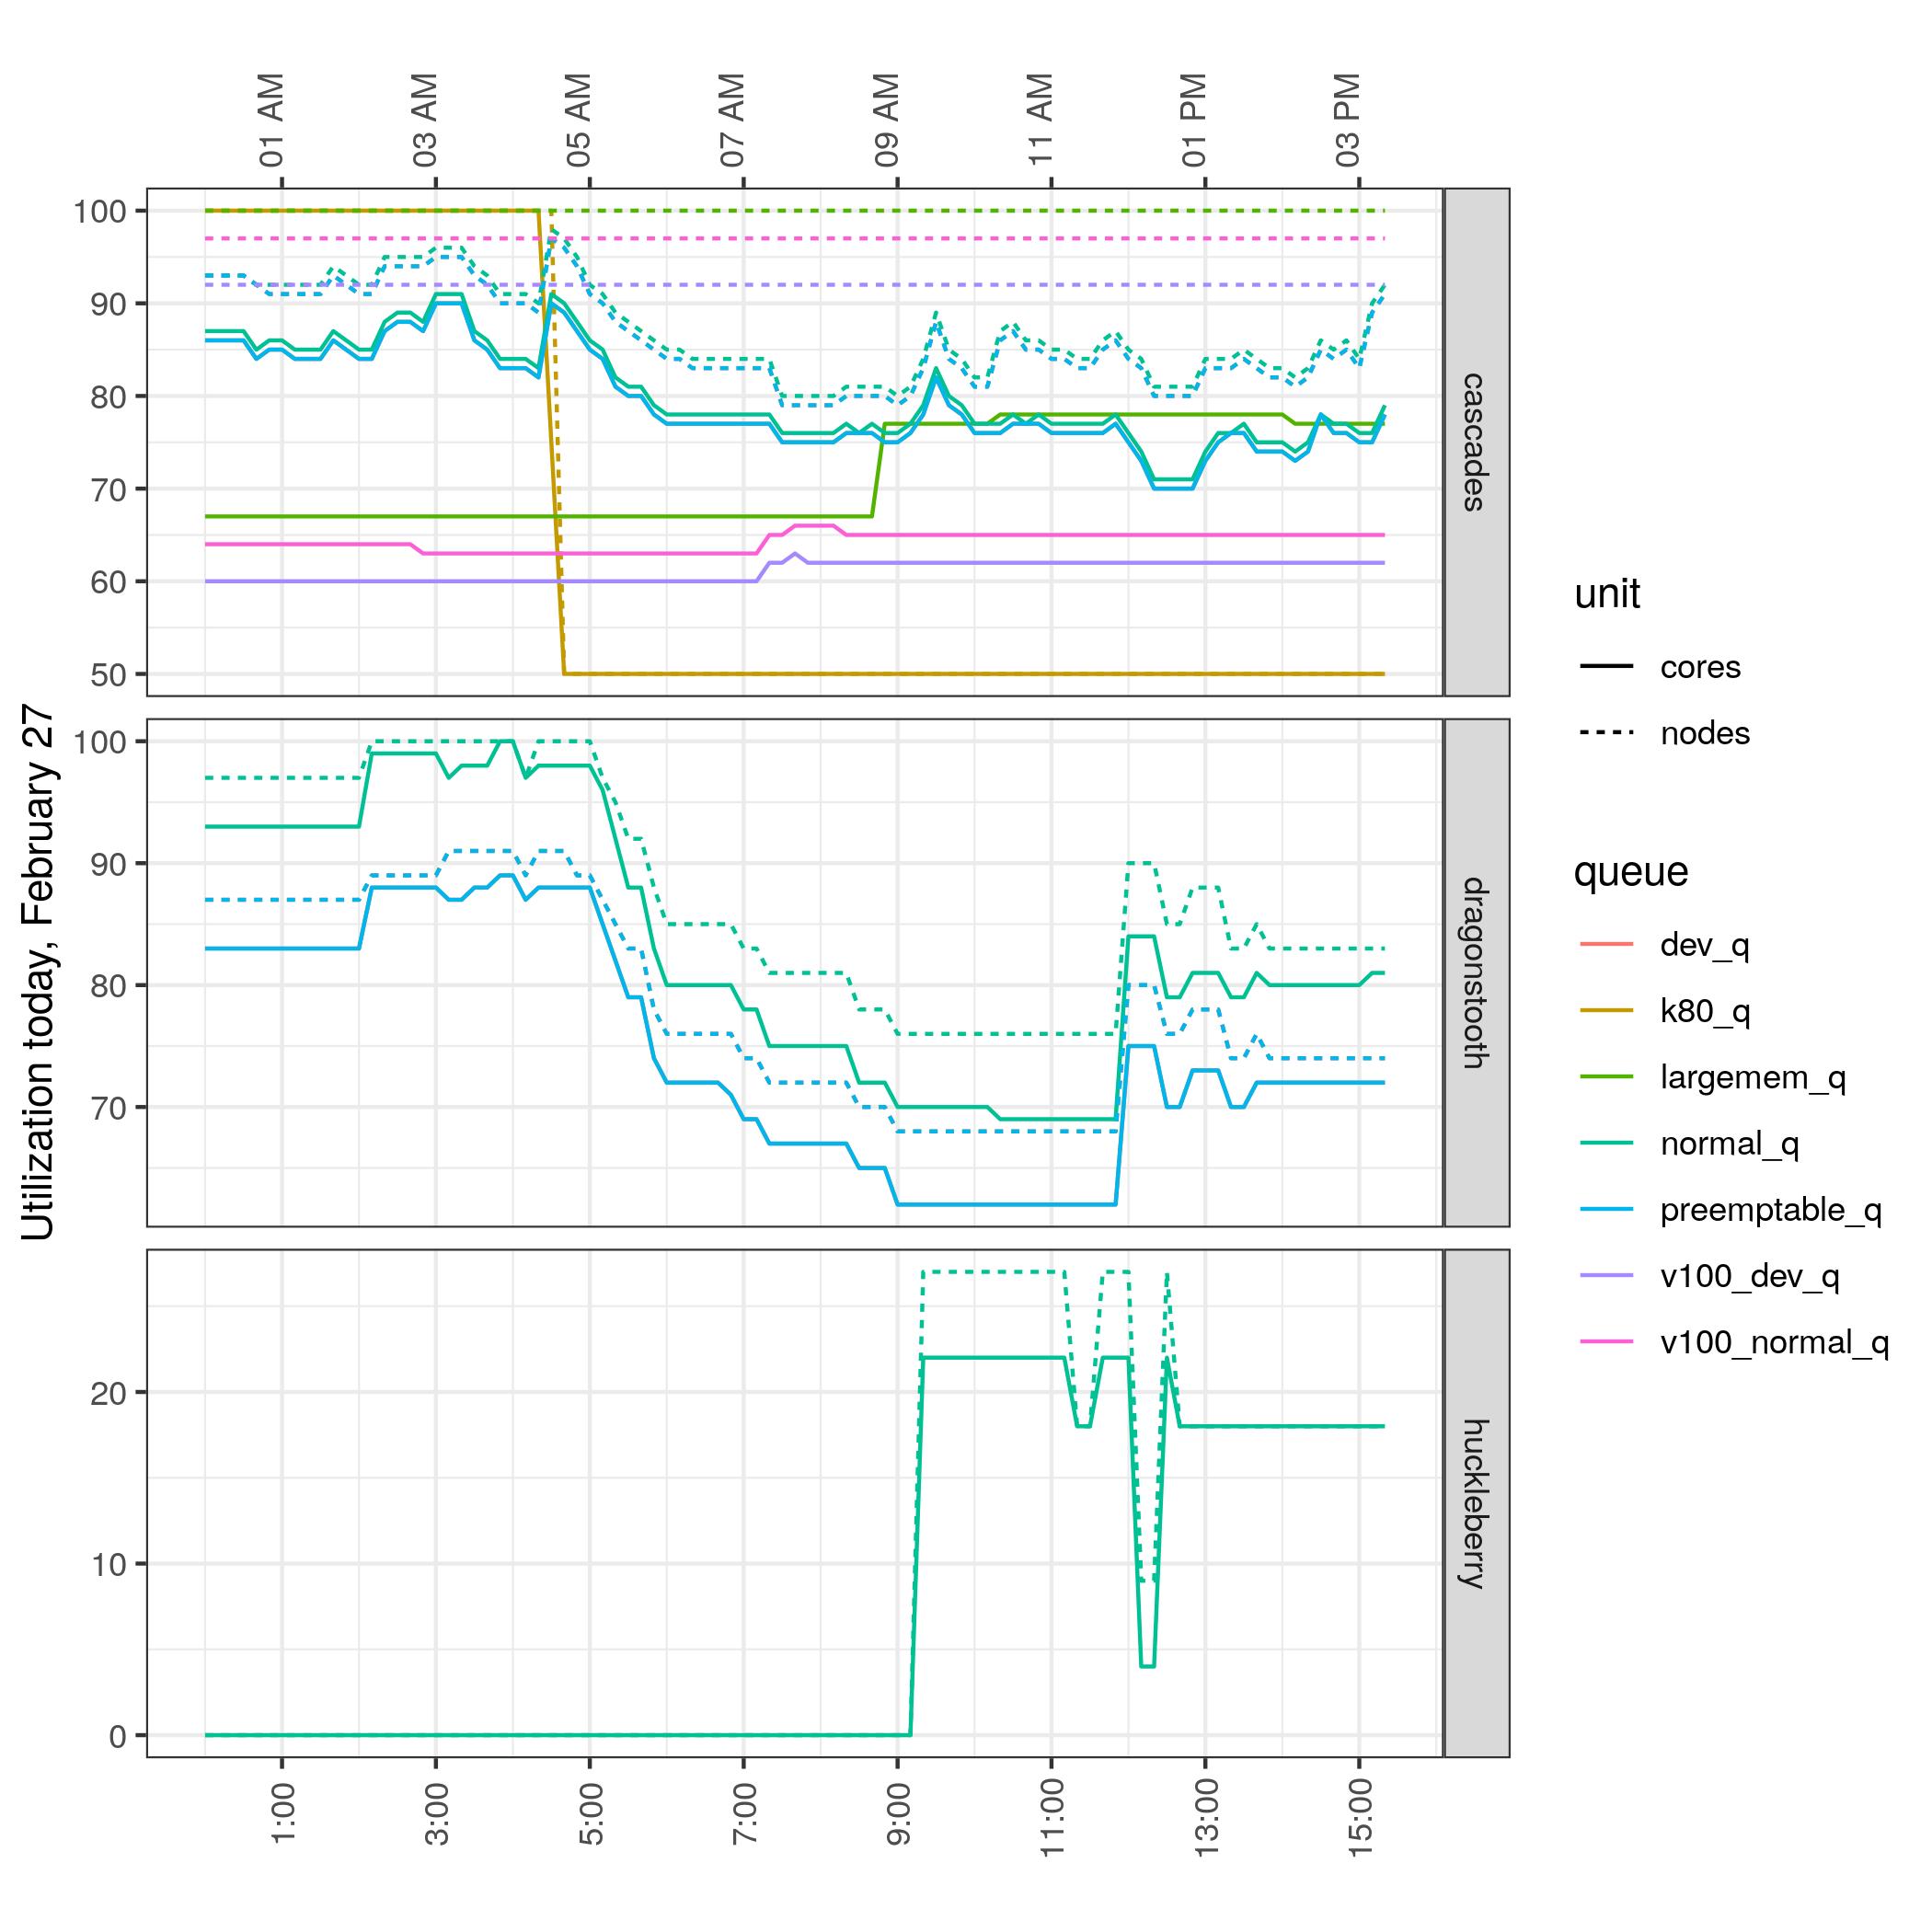 01 AM
03 AM
05 AM
07 AM
09 AM
11 AM
01 PM
03 PM
100
90
80
70
60
50
cascades
100
90
80
70
dragonstooth
20
10
0
huckleberry
1:00
3:00
5:00
7:00
9:00
11:00
13:00
15:00
Utilization today, February 27
unit
cores
nodes
queue
dev_q
k80_q
largemem_q
normal_q
preemptable_q
v100_dev_q
v100_normal_q